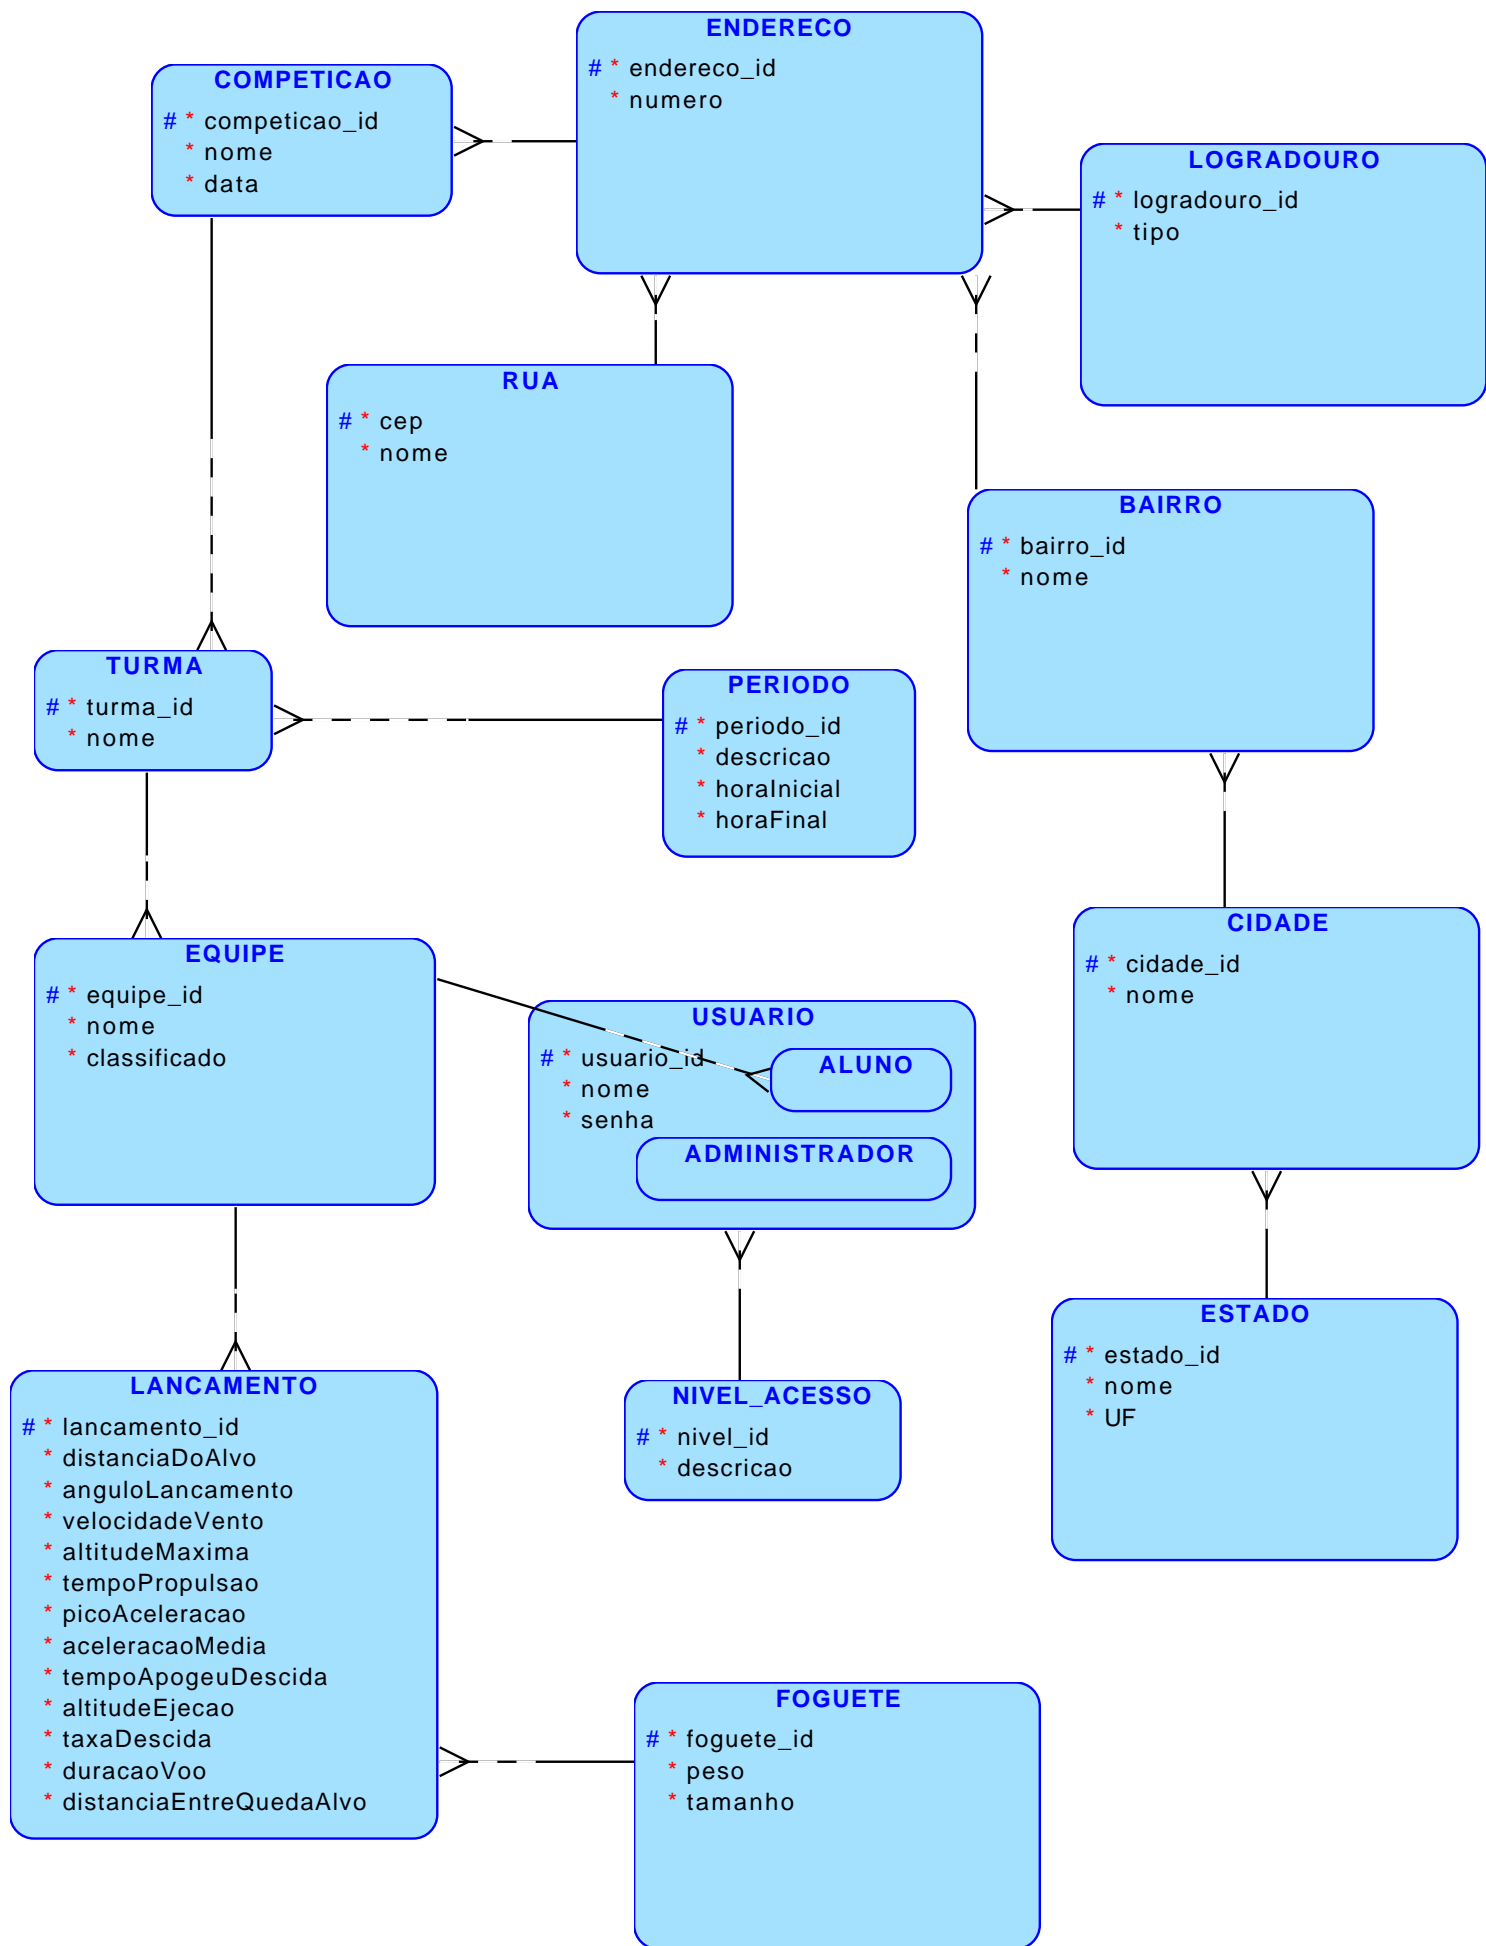 ENDERECO
# * endereco_id
* numero
COMPETICAO
# * competicao_id
* nome
* data
LOGRADOURO
# * logradouro_id
* tipo
RUA
# * cep
* nome
BAIRRO
# * bairro_id
* nome
TURMA
# * turma_id
* nome
PERIODO
# * periodo_id
* descricao
* horaInicial
* horaFinal
CIDADE
# * cidade_id
* nome
EQUIPE
# * equipe_id
* nome
* classificado
USUARIO
# * usuario_id
* nome
* senha
ALUNO
ADMINISTRADOR
ESTADO
# * estado_id
* nome
* UF
LANCAMENTO
# * lancamento_id
* distanciaDoAlvo
* anguloLancamento
* velocidadeVento
* altitudeMaxima
* tempoPropulsao
* picoAceleracao
* aceleracaoMedia
* tempoApogeuDescida
* altitudeEjecao
* taxaDescida
* duracaoVoo
* distanciaEntreQuedaAlvo
NIVEL_ACESSO
# * nivel_id
* descricao
FOGUETE
# * foguete_id
* peso
* tamanho